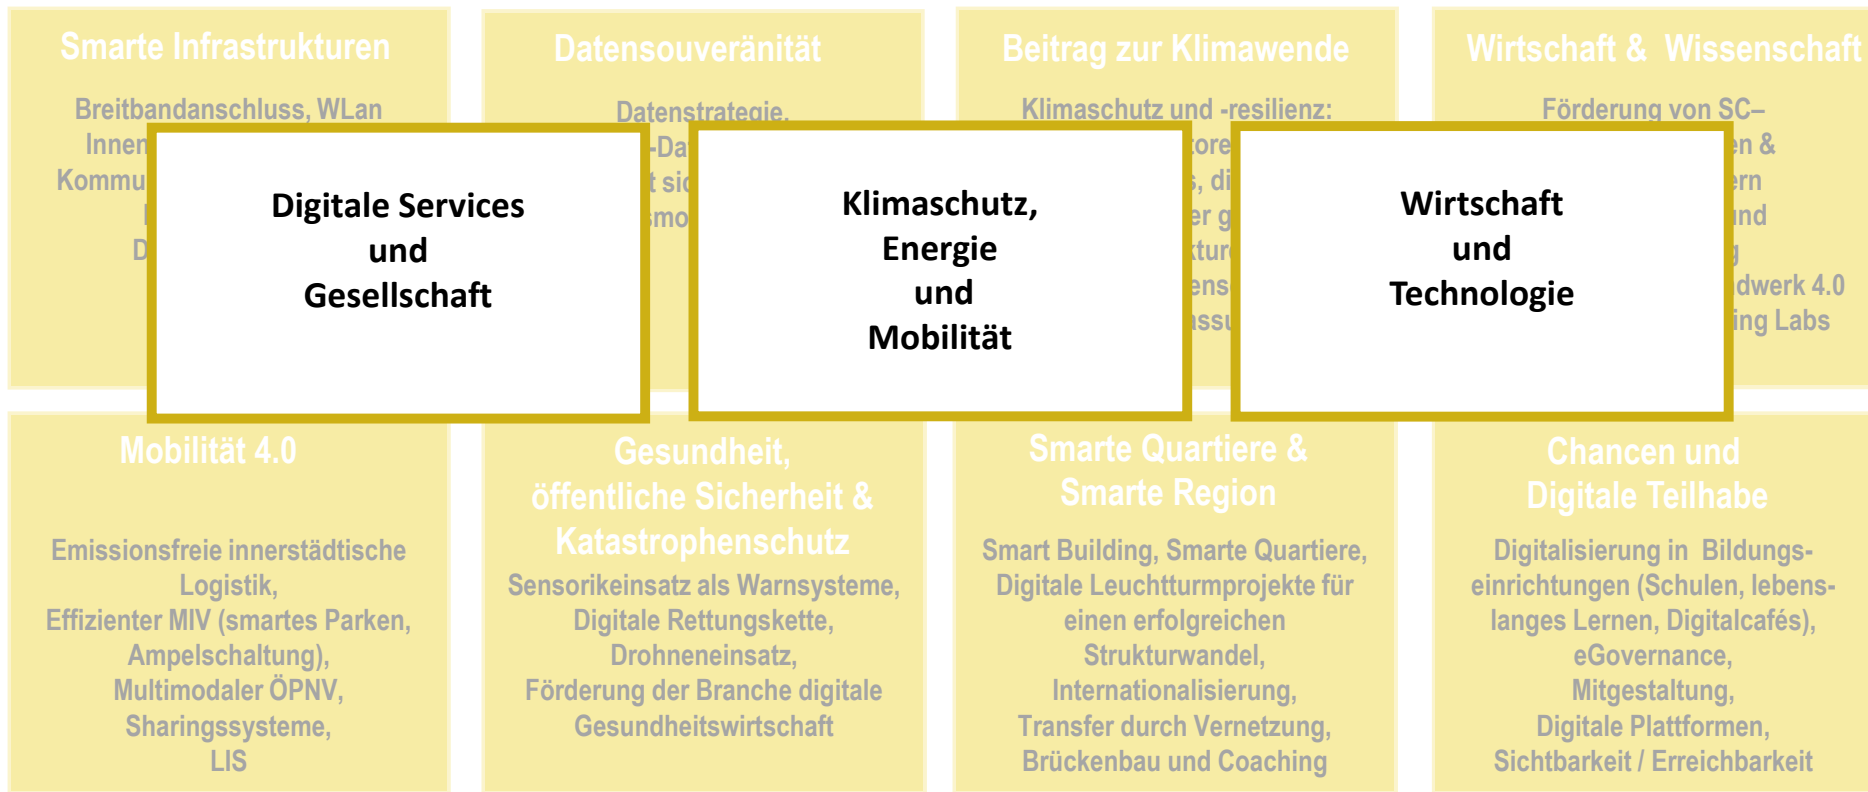 Smarte Infrastrukturen
Breitbandanschluss, WLan
Datensouveränität
Datenstrategie,
Beitrag zur Klimawende
Klimaschutz und -resilienz:
Wirtschaft & Wissenschaft
Förderung von SC–
&
4.0
Labs
Digitale Services
und
Gesellschaft
Klimaschutz,
Energie
und
Mobilität
Wirtschaft
und
Technologie
Mobilität 4.0
Emissionsfreie innerstädtische
Logistik,
Effizienter MIV (smartes Parken,
Ampelschaltung),
Multimodaler ÖPNV,
Sharingssysteme,
LIS
Gesundheit,
öffentliche Sicherheit &
Katastrophenschutz
Sensorikeinsatz als Warnsysteme,
Digitale Rettungskette,
Drohneneinsatz,
Förderung der Branche digitale
Gesundheitswirtschaft
Smarte Quartiere &
Smarte Region
Smart Building, Smarte Quartiere,
Digitale Leuchtturmprojekte für
einen erfolgreichen
Strukturwandel,
Internationalisierung,
Transfer durch Vernetzung,
Brückenbau und Coaching
Chancen und
Digitale Teilhabe
Digitalisierung in Bildungs-
einrichtungen (Schulen, lebens-
langes Lernen, Digitalcafés),
eGovernance,
Mitgestaltung,
Digitale Plattformen,
Sichtbarkeit / Erreichbarkeit